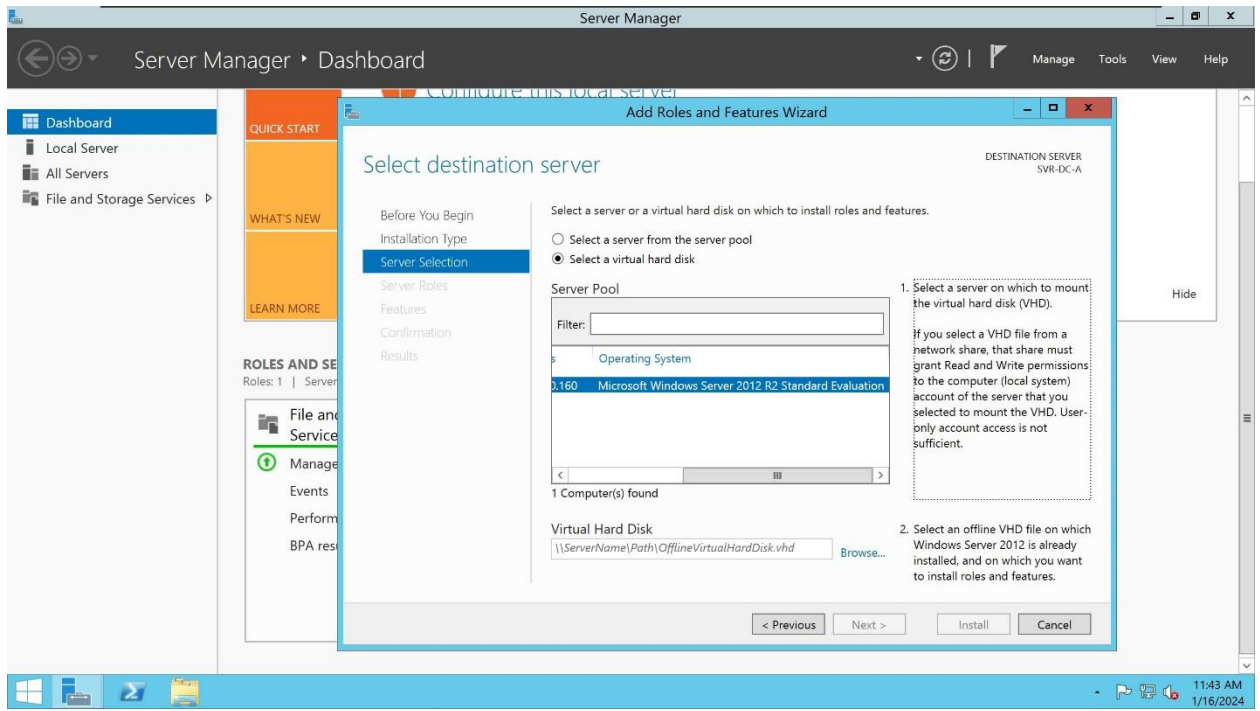 Server Manager
Server Manager • Dashboard
Manage Tools View Help
Dashboard
Local Server
All Servers
File and Storage Services
Configure this local server
QUICK START
WHAT'S NEW
LEARN MORE
Hide
ROLES AND SE
Roles: 1 | Server
File and
Service
Manage
Events
Perform
BPA resu
Add Roles and Features Wizard
Select destination server
DESTINATION SERVER
SVR-DC-A
Before You Begin
Installation Type
Server Selection
Server Roles
Features
Confirmation
Results
Select a server or a virtual hard disk on which to install roles and features.
Select a server from the server pool
Select a virtual hard disk
Server Pool
Filter:
s Operating System
0.160 Microsoft Windows Server 2012 R2 Standard Evaluation
1 Computer(s) found
Virtual Hard Disk
\\ServerName\Path\OfflineVirtualHardDisk.vhd
Browse...
1. Select a server on which to mount
the virtual hard disk (VHD).
If you select a VHD file from a
network share, that share must
grant Read and Write permissions
to the computer (local system)
account of the server that you
selected to mount the VHD. User-
only account access is not
sufficient.
2. Select an offline VHD file on which
Windows Server 2012 is already
installed, and on which you want
to install roles and features.
< Previous Next > Install Cancel
11:43 AM
1/16/2024